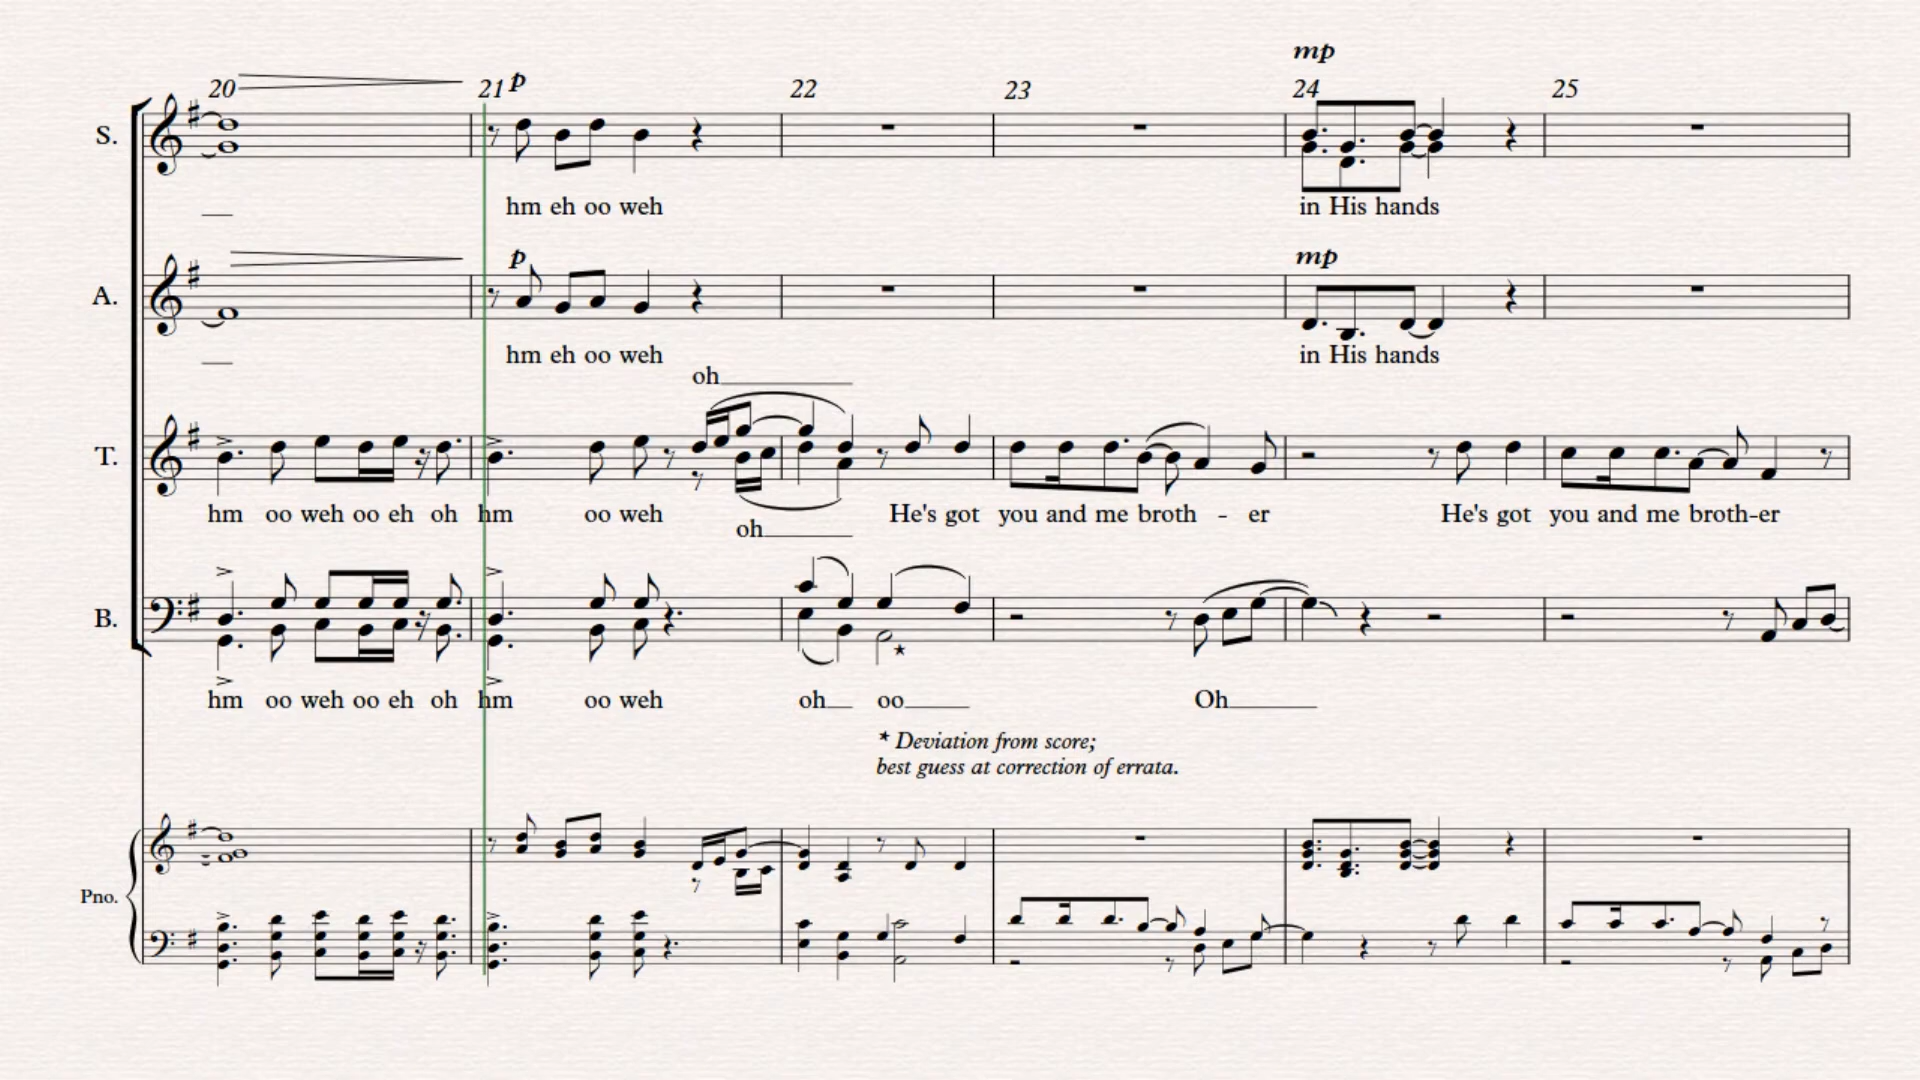 mp
20 21 p 22 23 24 25
S.
hm eh oo weh in His hands
p mp
A.
hm eh oo weh in His hands
oh
T.
hm oo weh oo eh oh hm oo weh He's got you and me broth - er He's got you and me broth-er
oh
B.
hm oo weh oo eh oh hm oo weh oh oo Oh
* Deviation from score;
best guess at correction of errata.
Pno.